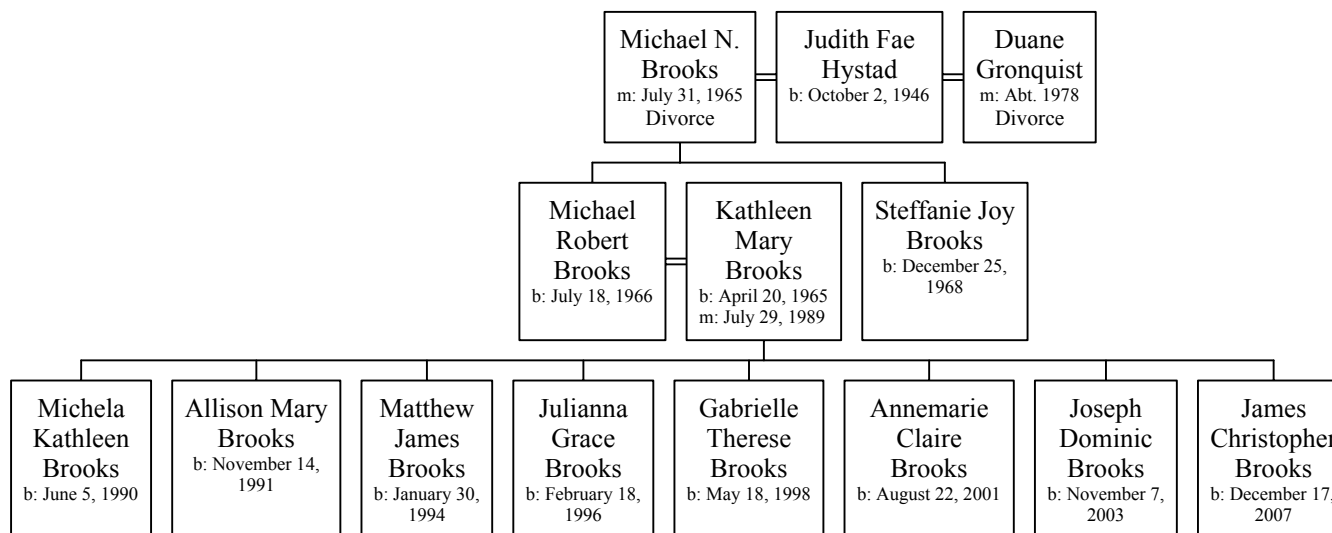 Michael N.
Brooks
m: July 31, 1965
Divorce
Judith Fae
Hystad
b: October 2, 1946
Duane
Gronquist
m: Abt. 1978
Divorce
Michael
Robert
Brooks
b: July 18, 1966
Kathleen
Mary
Brooks
b: April 20, 1965
m: July 29, 1989
Steffanie Joy
Brooks
b: December 25,
1968
Michela
Kathleen
Brooks
b: June 5, 1990
Allison Mary
Brooks
b: November 14,
1991
Matthew
James
Brooks
b: January 30,
1994
Julianna
Grace
Brooks
b: February 18,
1996
Gabrielle
Therese
Brooks
b: May 18, 1998
Annemarie
Claire
Brooks
b: August 22, 2001
Joseph
Dominic
Brooks
b: November 7,
2003
James
Christopher
Brooks
b: December 17,
2007